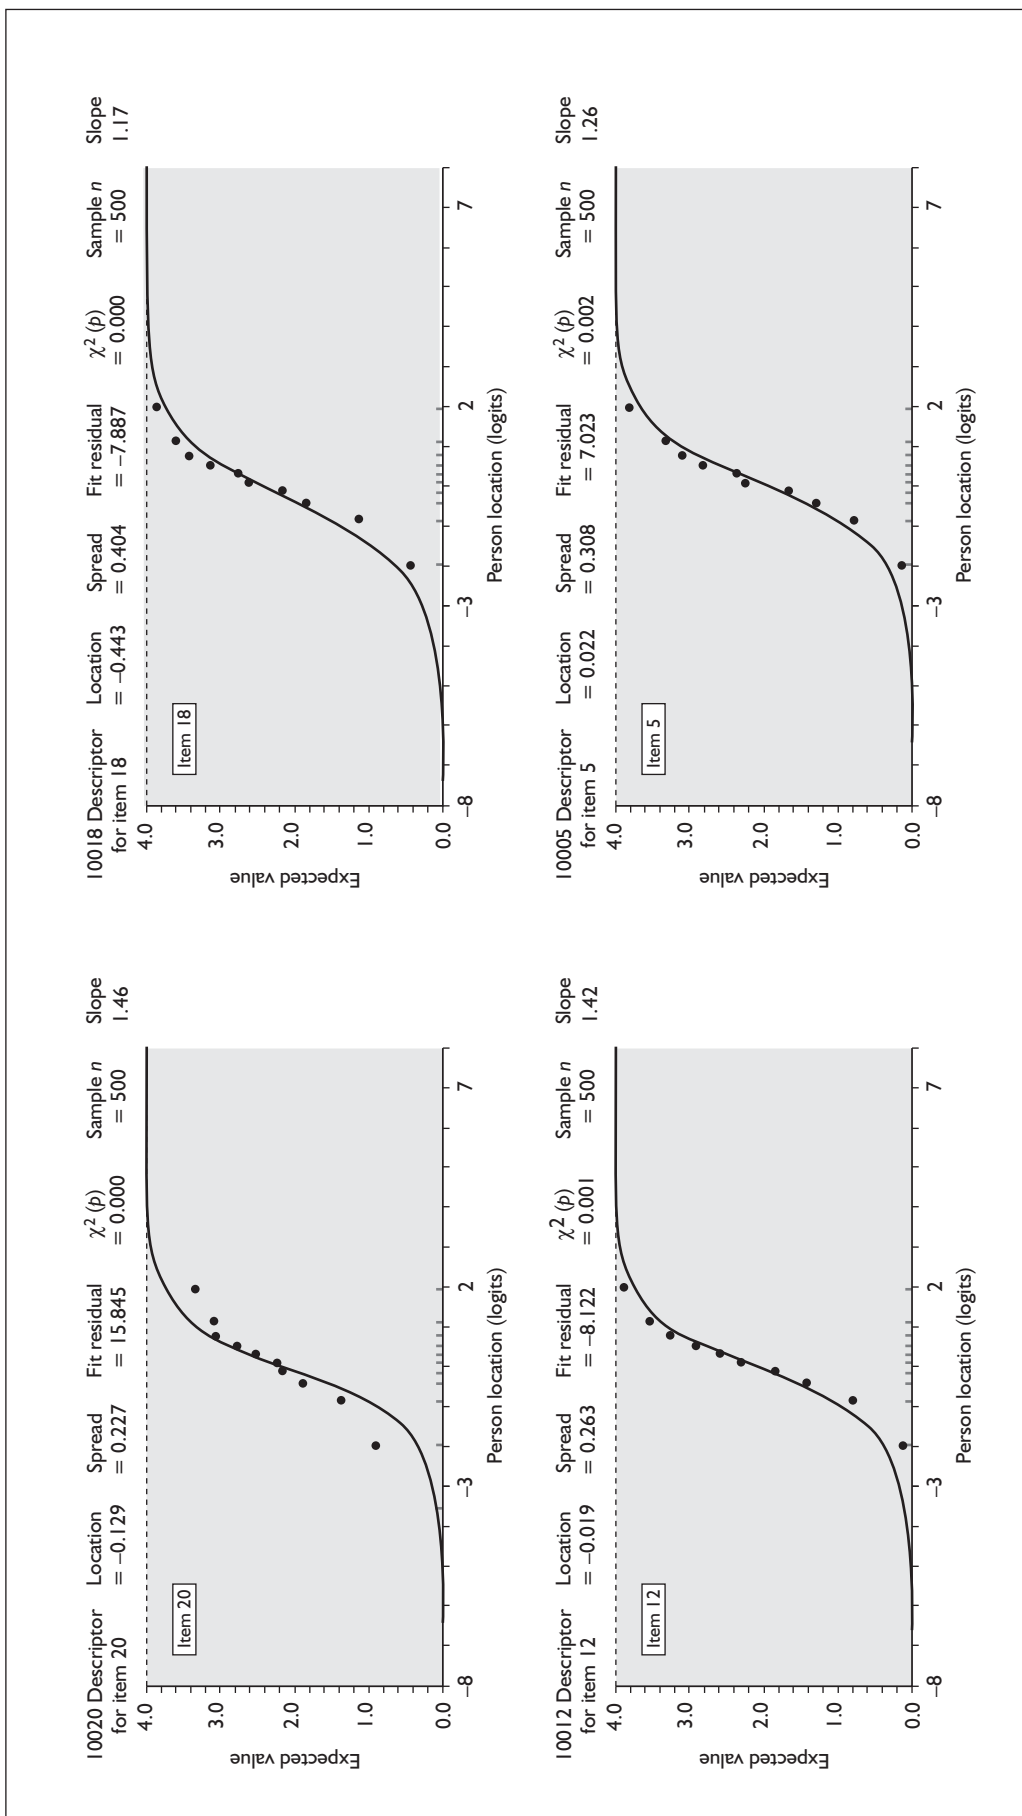 10020 Descriptor Location Spread Fit residual χ² (p) Sample n Slope
for item 20 = −0.129 = 0.227 = 15.845 = 0.000 = 500 1.46
4.0
3.0
2.0
1.0
0.0
Expected value
Item 20
−8 −3 2 7
Person location (logits)
10018 Descriptor Location Spread Fit residual χ² (p) Sample n Slope
for item 18 = −0.443 = 0.404 = −7.887 = 0.000 = 500 1.17
4.0
3.0
2.0
1.0
0.0
Expected value
Item 18
−8 −3 2 7
Person location (logits)
10012 Descriptor Location Spread Fit residual χ² (p) Sample n Slope
for item 12 = −0.019 = 0.263 = −8.122 = 0.001 = 500 1.42
4.0
3.0
2.0
1.0
0.0
Expected value
Item 12
−8 −3 2 7
Person location (logits)
10005 Descriptor Location Spread Fit residual χ² (p) Sample n Slope
for item 5 = 0.022 = 0.308 = 7.023 = 0.002 = 500 1.26
4.0
3.0
2.0
1.0
0.0
Expected value
Item 5
−8 −3 2 7
Person location (logits)